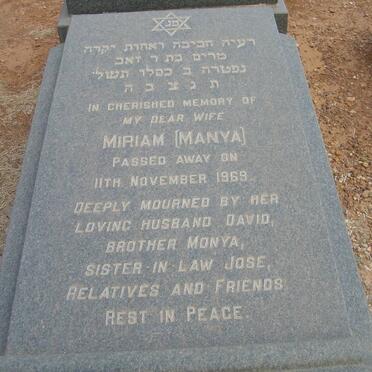 פנ
רעיה חביבה ואחות יקרה
מרים בת ר זאב
נפטרה ב כסלו תשל׳
ת נ צ ב ה
IN CHERISHED MEMORY OF
MY DEAR WIFE
MIRIAM (MANYA)
PASSED AWAY ON
11TH NOVEMBER 1969.
DEEPLY MOURNED BY HER
LOVING HUSBAND DAVID,
BROTHER MONYA,
SISTER-IN-LAW JOSE,
RELATIVES AND FRIENDS
REST IN PEACE.